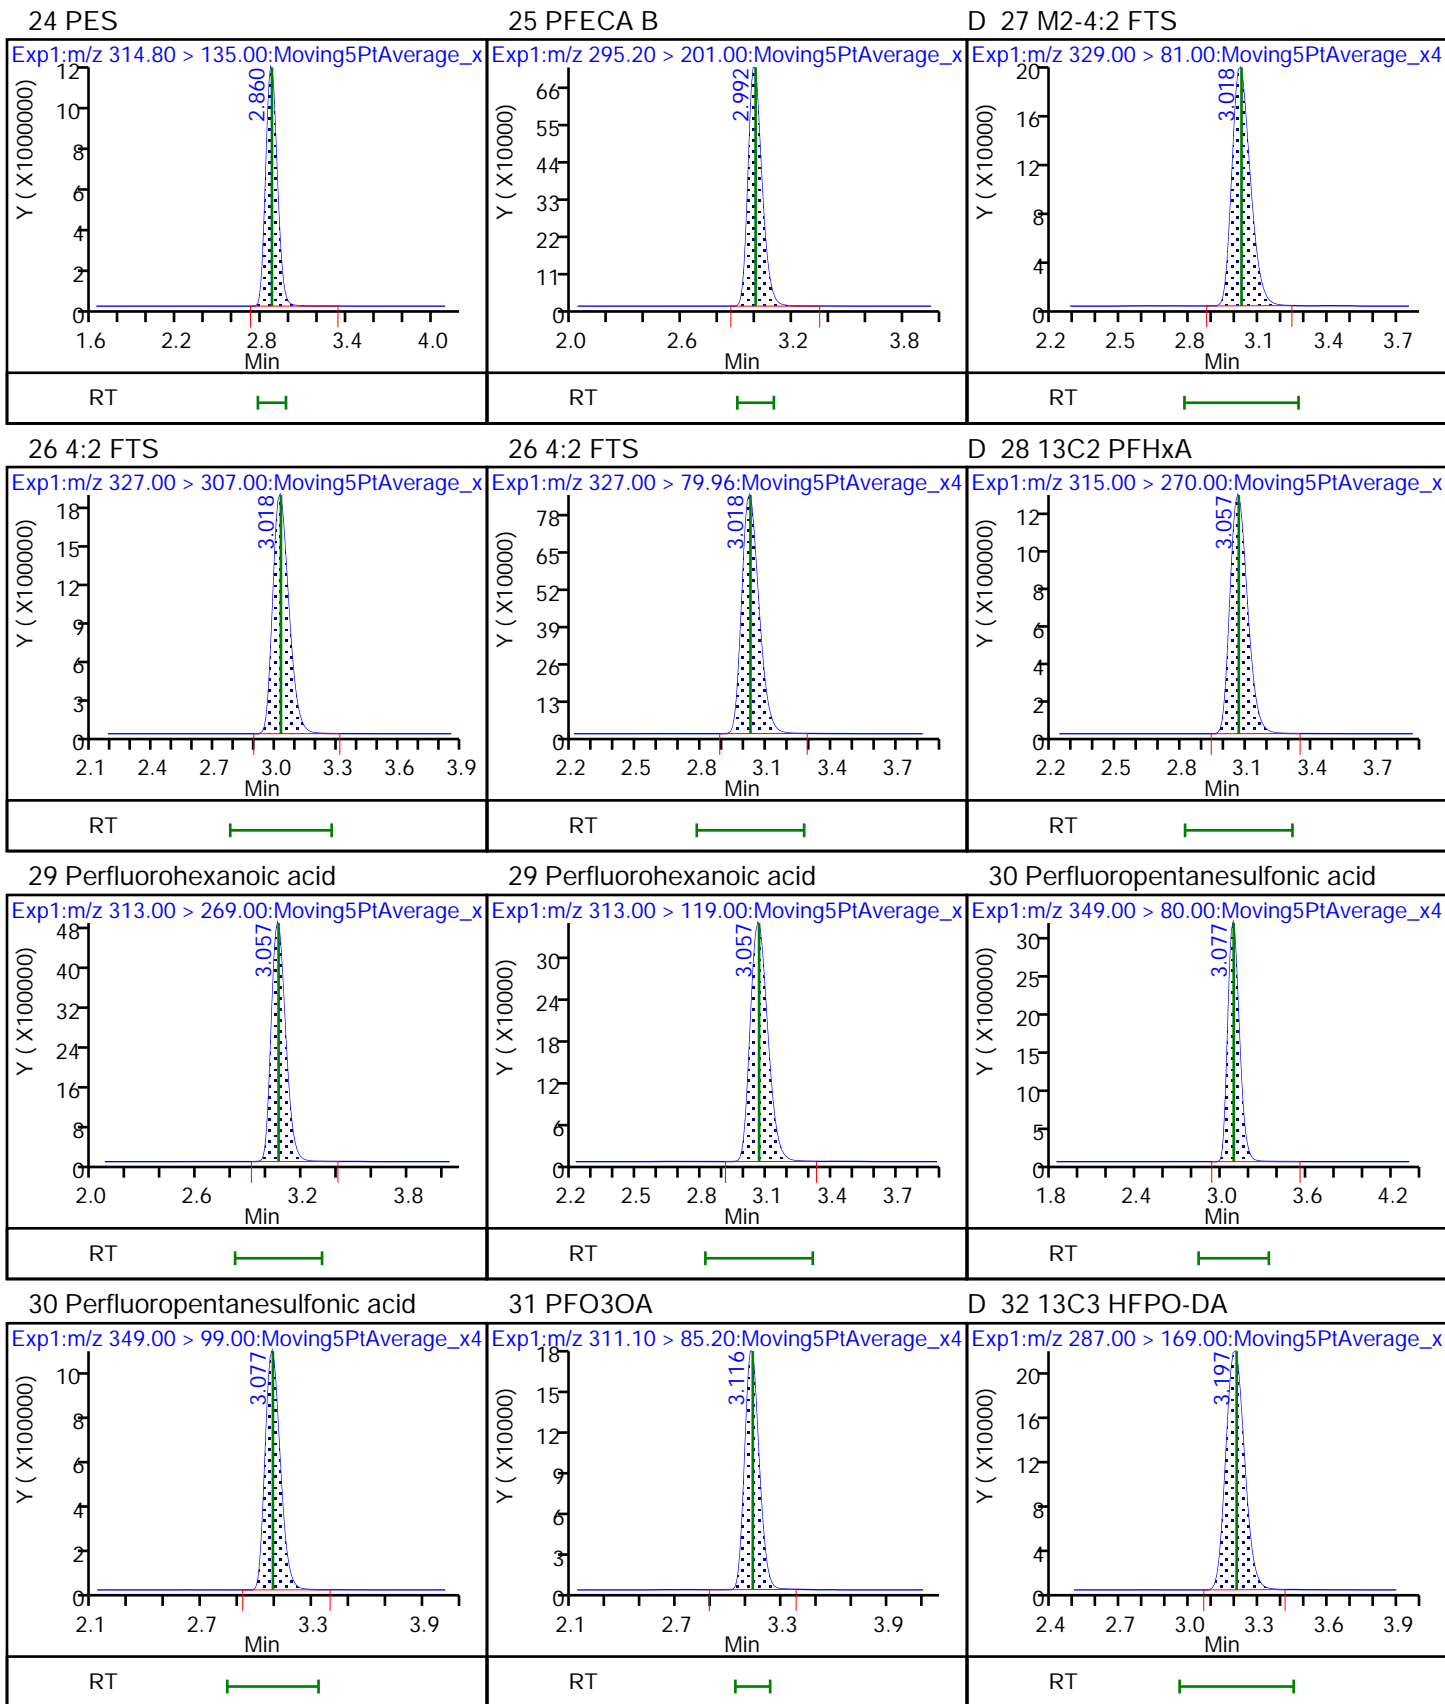 24 PES
Exp1:m/z 314.80 > 135.00:Moving5PtAverage_x
2.860
Y ( X1000000)
12
10
8
6
4
2
0
1.6 2.2 2.8 3.4 4.0
Min
RT
25 PFECA B
Exp1:m/z 295.20 > 201.00:Moving5PtAverage_x
2.992
Y ( X10000)
66
55
44
33
22
11
0
2.0 2.6 3.2 3.8
Min
RT
D 27 M2-4:2 FTS
Exp1:m/z 329.00 > 81.00:Moving5PtAverage_x4
3.018
Y ( X10000)
20
16
12
8
4
0
2.2 2.5 2.8 3.1 3.4 3.7
Min
RT
26 4:2 FTS
Exp1:m/z 327.00 > 307.00:Moving5PtAverage_x
3.018
Y ( X100000)
18
15
12
9
6
3
0
2.1 2.4 2.7 3.0 3.3 3.6 3.9
Min
RT
26 4:2 FTS
Exp1:m/z 327.00 > 79.96:Moving5PtAverage_x4
3.018
Y ( X10000)
78
65
52
39
26
13
0
2.2 2.5 2.8 3.1 3.4 3.7
Min
RT
D 28 13C2 PFHxA
Exp1:m/z 315.00 > 270.00:Moving5PtAverage_x
3.057
Y ( X100000)
12
10
8
6
4
2
0
2.2 2.5 2.8 3.1 3.4 3.7
Min
RT
29 Perfluorohexanoic acid
Exp1:m/z 313.00 > 269.00:Moving5PtAverage_x
3.057
Y ( X100000)
48
40
32
24
16
8
0
2.0 2.6 3.2 3.8
Min
RT
29 Perfluorohexanoic acid
Exp1:m/z 313.00 > 119.00:Moving5PtAverage_x
3.057
Y ( X10000)
30
24
18
12
6
0
2.2 2.5 2.8 3.1 3.4 3.7
Min
RT
30 Perfluoropentanesulfonic acid
Exp1:m/z 349.00 > 80.00:Moving5PtAverage_x4
3.077
Y ( X100000)
30
25
20
15
10
5
0
1.8 2.4 3.0 3.6 4.2
Min
RT
30 Perfluoropentanesulfonic acid
Exp1:m/z 349.00 > 99.00:Moving5PtAverage_x4
3.077
Y ( X100000)
10
8
6
4
2
0
2.1 2.7 3.3 3.9
Min
RT
31 PFO3OA
Exp1:m/z 311.10 > 85.20:Moving5PtAverage_x4
3.116
Y ( X10000)
18
15
12
9
6
3
0
2.1 2.7 3.3 3.9
Min
RT
D 32 13C3 HFPO-DA
Exp1:m/z 287.00 > 169.00:Moving5PtAverage_x
3.197
Y ( X10000)
20
16
12
8
4
0
2.4 2.7 3.0 3.3 3.6 3.9
Min
RT